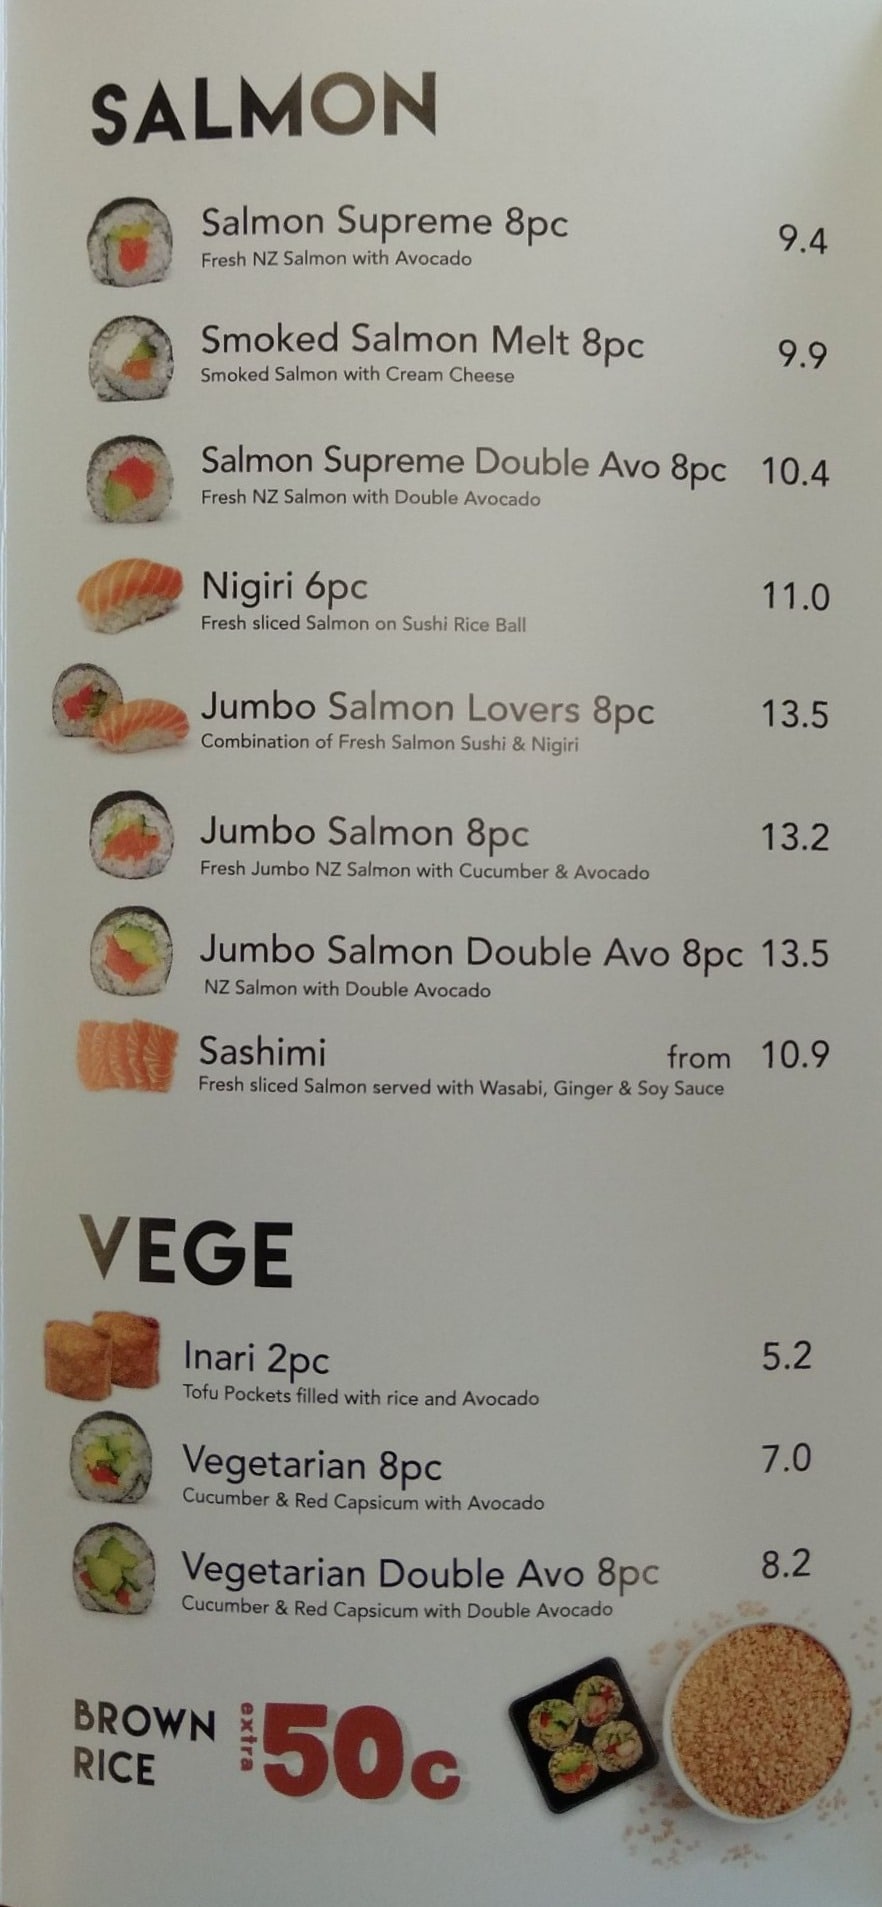 SALMON
Salmon Supreme 8pc 9.4
Fresh NZ Salmon with Avocado
Smoked Salmon Melt 8pc 9.9
Smoked Salmon with Cream Cheese
Salmon Supreme Double Avo 8pc 10.4
Fresh NZ Salmon with Double Avocado
Nigiri 6pc 11.0
Fresh sliced Salmon on Sushi Rice Ball
Jumbo Salmon Lovers 8pc 13.5
Combination of Fresh Salmon Sushi & Nigiri
Jumbo Salmon 8pc 13.2
Fresh Jumbo NZ Salmon with Cucumber & Avocado
Jumbo Salmon Double Avo 8pc 13.5
NZ Salmon with Double Avocado
Sashimi from 10.9
Fresh sliced Salmon served with Wasabi, Ginger & Soy Sauce
VEGE
Inari 2pc 5.2
Tofu Pockets filled with rice and Avocado
Vegetarian 8pc 7.0
Cucumber & Red Capsicum with Avocado
Vegetarian Double Avo 8pc 8.2
Cucumber & Red Capsicum with Double Avocado
BROWN
RICE
extra
50c